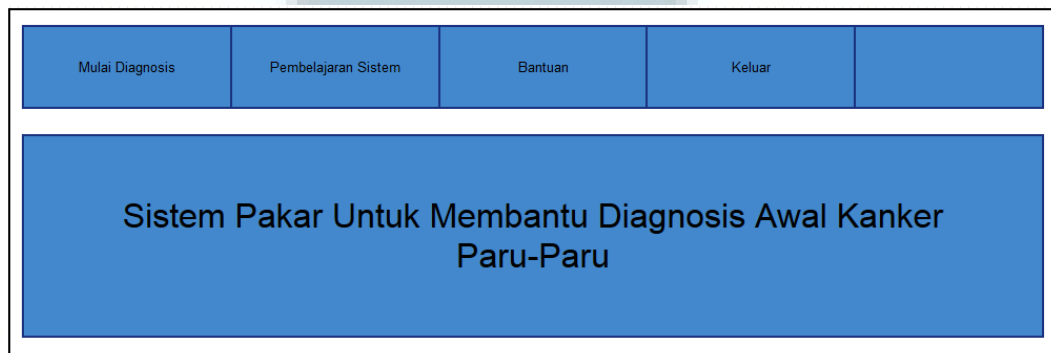 Mulai Diagnosis
Pembelajaran Sistem
Bantuan
Keluar
Sistem Pakar Untuk Membantu Diagnosis Awal Kanker
Paru-Paru